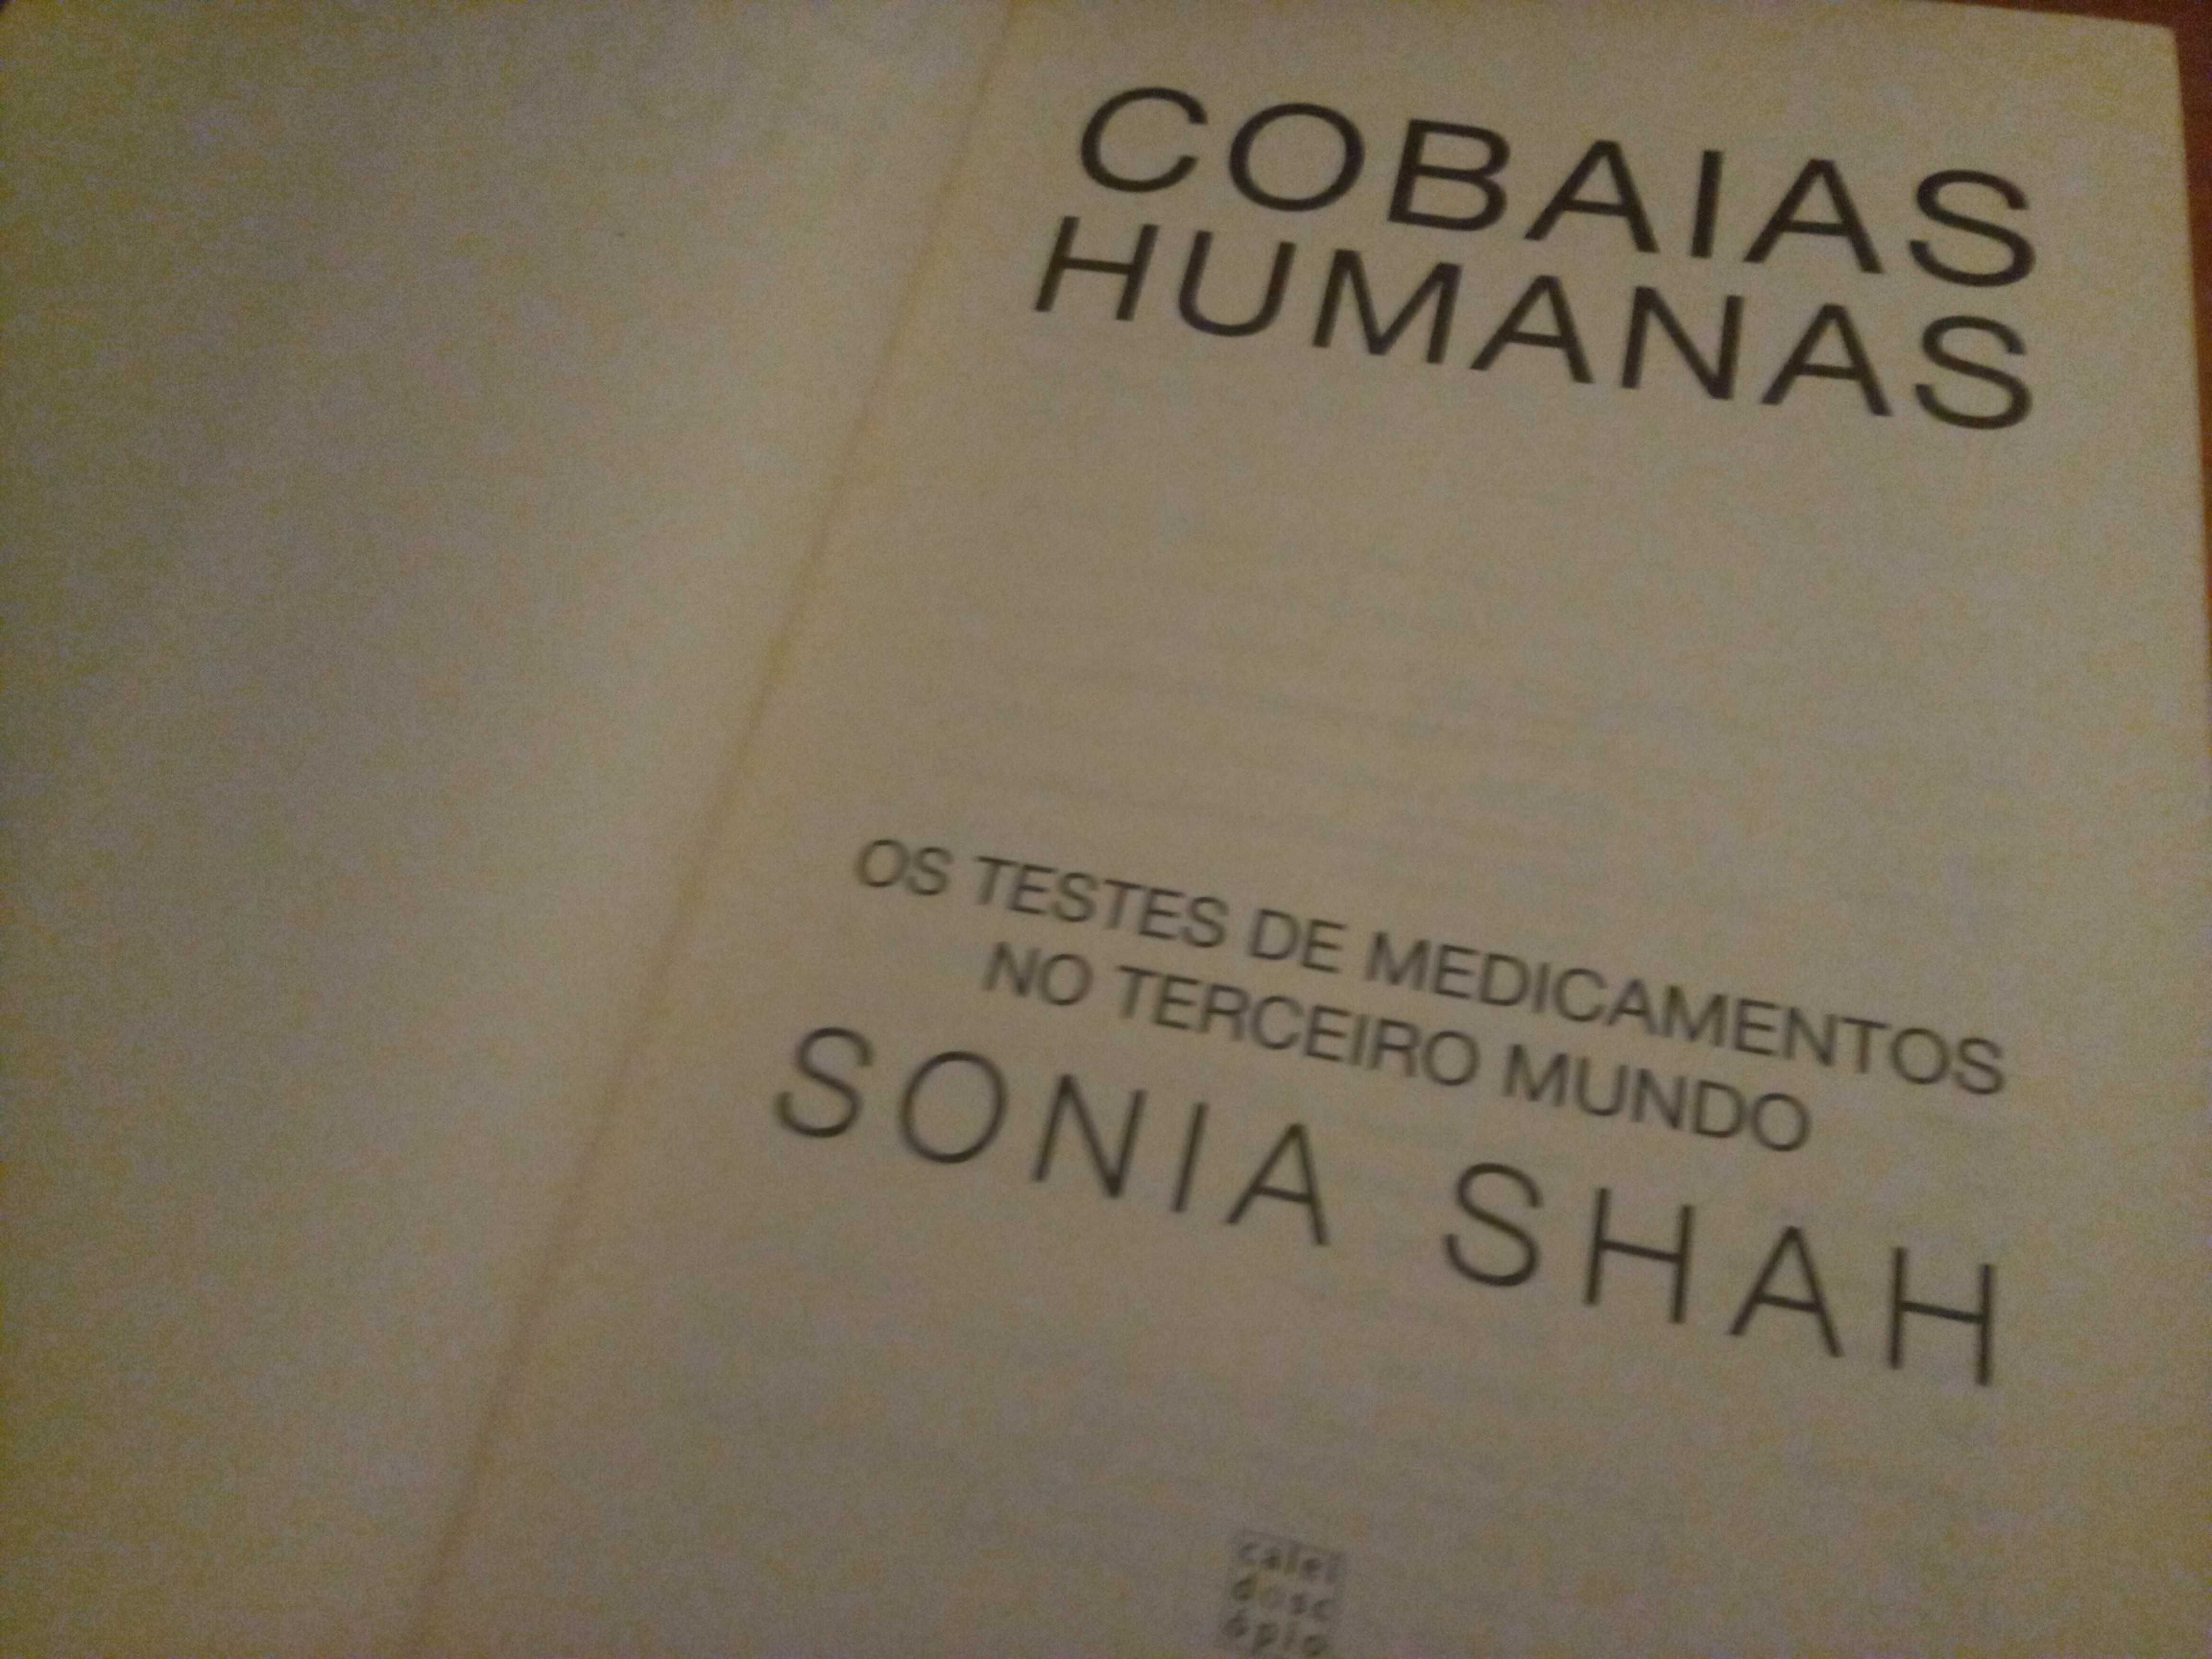 COBAIAS
HUMANAS
OS TESTES DE MEDICAMENTOS
NO TERCEIRO MUNDO
SONIA SHAH
calei
dosc
ópio